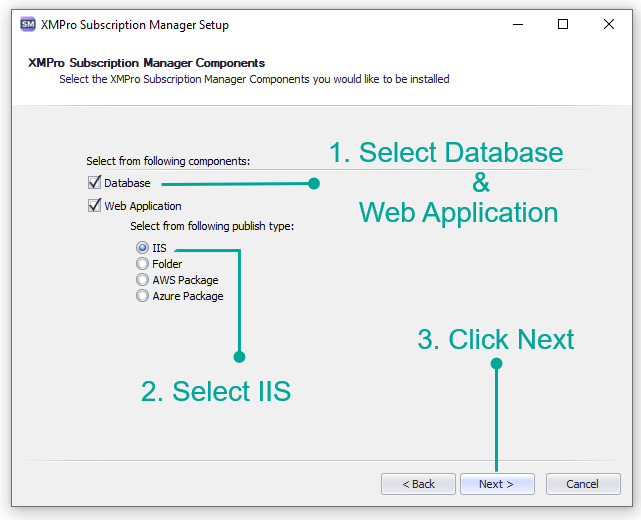 SM XMPro Subscription Manager Setup
XMPro Subscription Manager Components
Select the XMPro Subscription Manager Components you would like to be installed
Select from following components:
Database
Web Application
Select from following publish type:
IIS
Folder
AWS Package
Azure Package
1. Select Database
&
Web Application
2. Select IIS
3. Click Next
< Back
Next >
Cancel